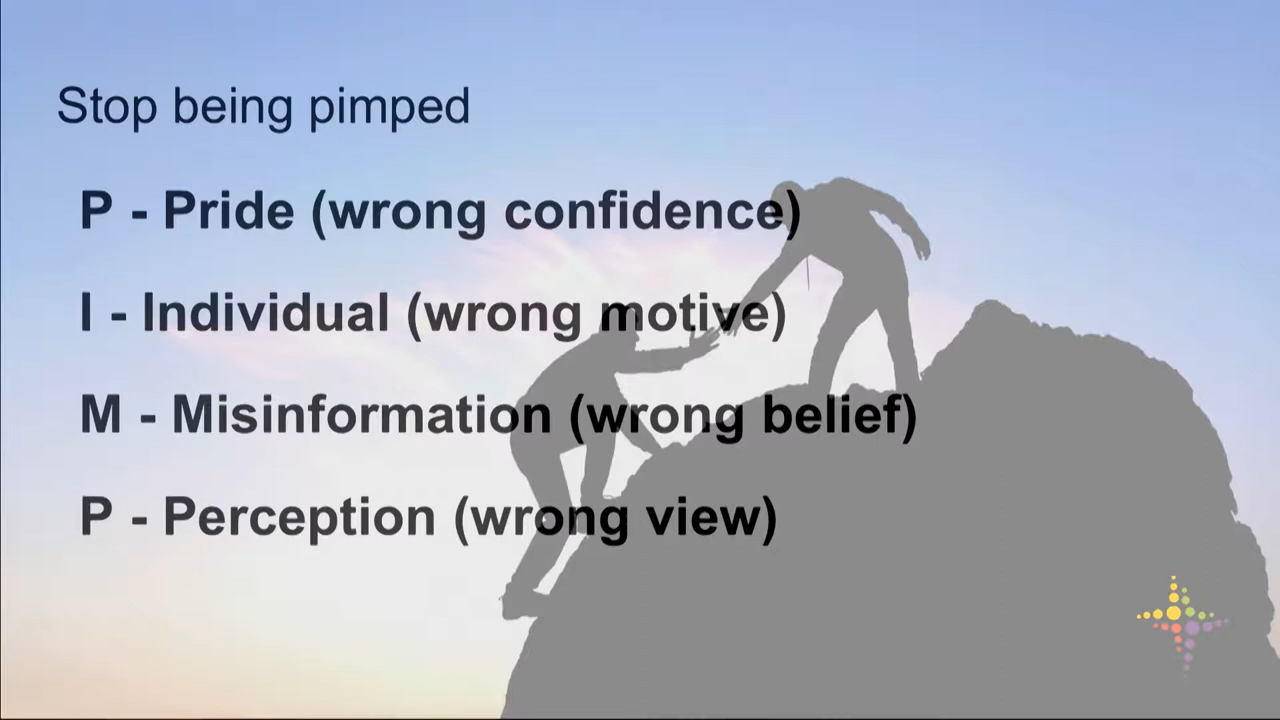 Stop being pimped
P - Pride (wrong confidence)
I - Individual (wrong motive)
M - Misinformation (wrong belief)
P - Perception (wrong view)